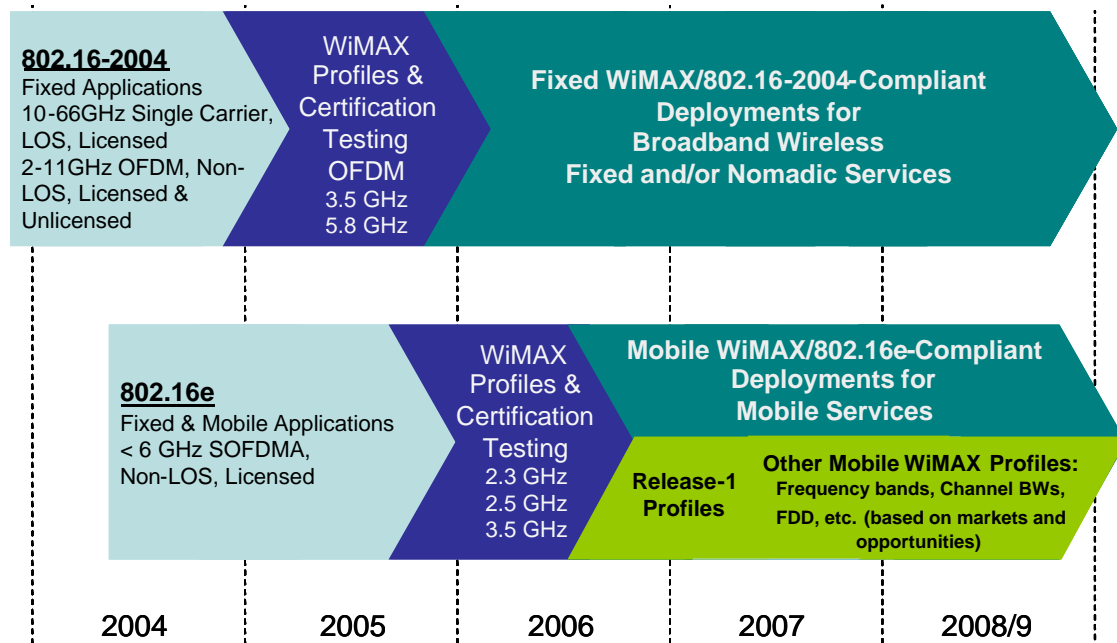 802.16-2004
Fixed Applications
10-66GHz Single Carrier,
LOS, Licensed
2-11GHz OFDM, Non-
LOS, Licensed &
Unlicensed
WiMAX
Profiles &
Certification
Testing
OFDM
3.5 GHz
5.8 GHz
Fixed WiMAX/802.16-2004-Compliant
Deployments for
Broadband Wireless
Fixed and/or Nomadic Services
802.16e
Fixed & Mobile Applications
< 6 GHz SOFDMA,
Non-LOS, Licensed
WiMAX
Profiles &
Certification
Testing
2.3 GHz
2.5 GHz
3.5 GHz
Mobile WiMAX/802.16e-Compliant
Deployments for
Mobile Services
Release-1
Profiles
Other Mobile WiMAX Profiles:
Frequency bands, Channel BWs,
FDD, etc. (based on markets and
opportunities)
2004
2005
2006
2007
2008/9